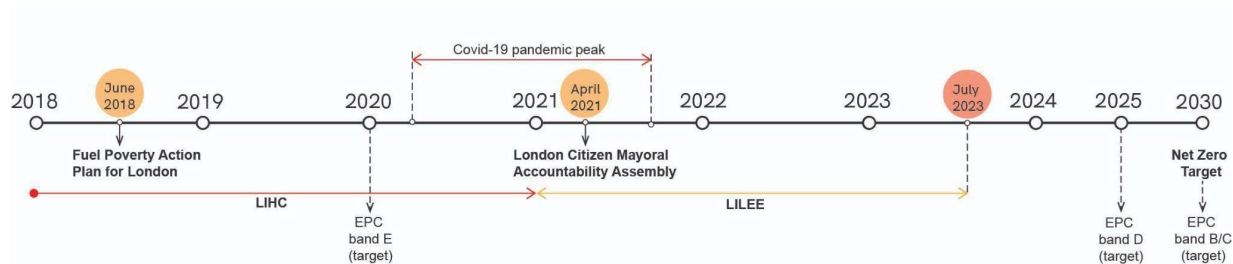 Covid-19 pandemic peak
June
2018
April
2021
July
2023
2018
2019
2020
2021
2022
2023
2024
2025
2030
Fuel Poverty Action
Plan for London
London Citizen Mayoral
Accountability Assembly
Net Zero
Target
LIHC
LILEE
EPC
band E
(target)
EPC
band D
(target)
EPC
band B/C
(target)